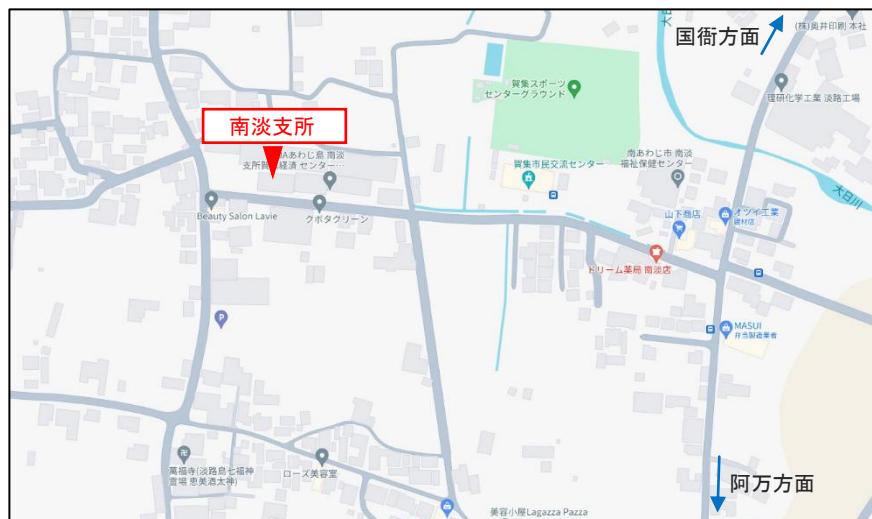 国衙方面
(株)奥井印刷 本社
理研化学工業 淡路工場
大日川
賀集スポーツ
センターグラウンド
南淡支所
JAあわじ島 南淡
経済 センター…
賀集市民交流センター
南あわじ市 南淡
福祉保健センター
Beauty Salon Lavie
クボタグリーン
山下商店
オツイ工業
建材店
ドリーム薬局 南淡店
P
MASUI
弁当製造業者
萬福寺(淡路島七福神
霊場 恵美酒太神)
ローズ美容室
美容小屋Lagazza Pazza
阿万方面